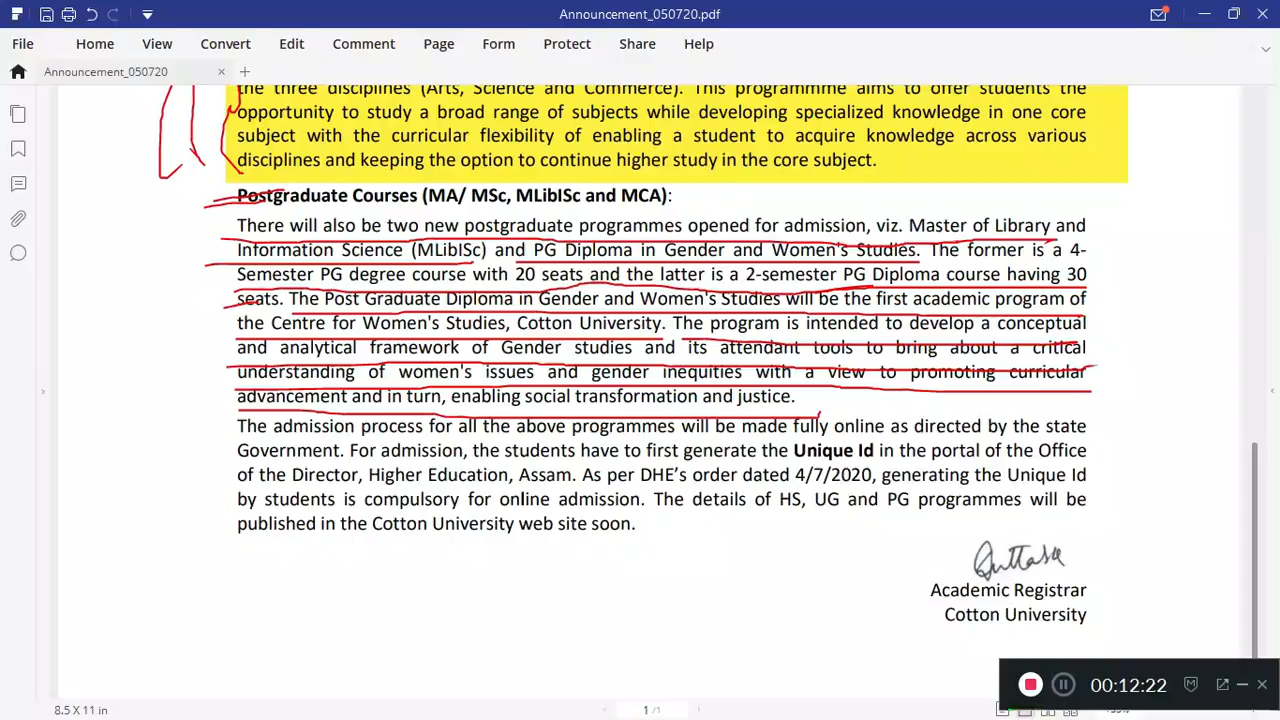 Announcement_050720.pdf
File Home View Convert Edit Comment Page Form Protect Share Help
Announcement_050720
the three disciplines (Arts, Science and Commerce). This programmme aims to offer students the
opportunity to study a broad range of subjects while developing specialized knowledge in one core
subject with the curricular flexibility of enabling a student to acquire knowledge across various
disciplines and keeping the option to continue higher study in the core subject.
Postgraduate Courses (MA/ MSc, MLibISc and MCA):
There will also be two new postgraduate programmes opened for admission, viz. Master of Library and
Information Science (MLibISc) and PG Diploma in Gender and Women's Studies. The former is a 4-
Semester PG degree course with 20 seats and the latter is a 2-semester PG Diploma course having 30
seats. The Post Graduate Diploma in Gender and Women's Studies will be the first academic program of
the Centre for Women's Studies, Cotton University. The program is intended to develop a conceptual
and analytical framework of Gender studies and its attendant tools to bring about a critical
understanding of women's issues and gender inequities with a view to promoting curricular
advancement and in turn, enabling social transformation and justice.
The admission process for all the above programmes will be made fully online as directed by the state
Government. For admission, the students have to first generate the Unique Id in the portal of the Office
of the Director, Higher Education, Assam. As per DHE’s order dated 4/7/2020, generating the Unique Id
by students is compulsory for online admission. The details of HS, UG and PG programmes will be
published in the Cotton University web site soon.
Academic Registrar
Cotton University
00:12:22
8.5 X 11 in
1 /1